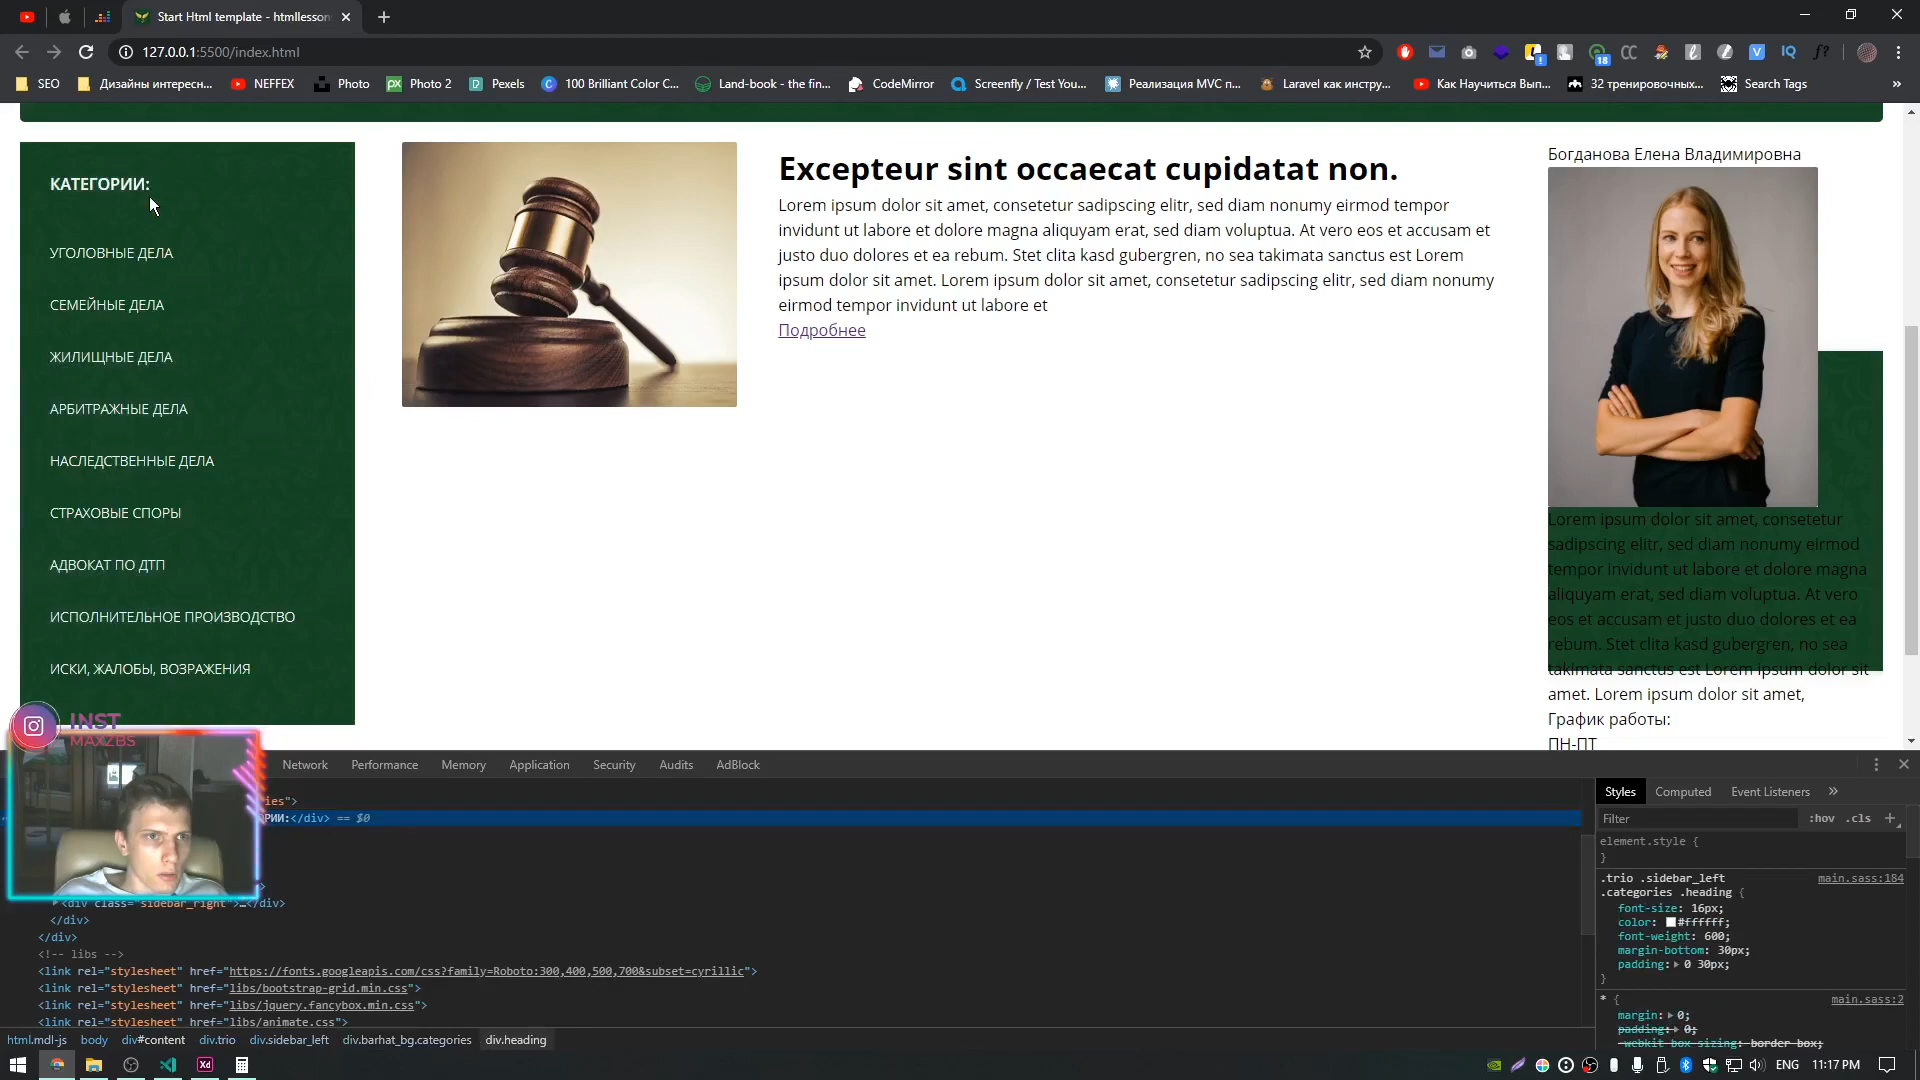 Start Html template - htmllesson
127.0.0.1:5500/index.html
SEO
Дизайны интересн...
NEFFEX
Photo
Photo 2
Pexels
100 Brilliant Color C...
Land-book - the fin...
CodeMirror
Screenfly / Test You...
Реализация MVC п...
Laravel как инстру...
Как Научиться Вып...
32 тренировочных...
Search Tags
КАТЕГОРИИ:
УГОЛОВНЫЕ ДЕЛА
СЕМЕЙНЫЕ ДЕЛА
ЖИЛИЩНЫЕ ДЕЛА
АРБИТРАЖНЫЕ ДЕЛА
НАСЛЕДСТВЕННЫЕ ДЕЛА
СТРАХОВЫЕ СПОРЫ
АДВОКАТ ПО ДТП
ИСПОЛНИТЕЛЬНОЕ ПРОИЗВОДСТВО
ИСКИ, ЖАЛОБЫ, ВОЗРАЖЕНИЯ
Excepteur sint occaecat cupidatat non.
Lorem ipsum dolor sit amet, consetetur sadipscing elitr, sed diam nonumy eirmod tempor
invidunt ut labore et dolore magna aliquyam erat, sed diam voluptua. At vero eos et accusam et
justo duo dolores et ea rebum. Stet clita kasd gubergren, no sea takimata sanctus est Lorem
ipsum dolor sit amet. Lorem ipsum dolor sit amet, consetetur sadipscing elitr, sed diam nonumy
eirmod tempor invidunt ut labore et
Подробнее
Богданова Елена Владимировна
Lorem ipsum dolor sit amet, consetetur
sadipscing elitr, sed diam nonumy eirmod
tempor invidunt ut labore et dolore magna
aliquyam erat, sed diam voluptua. At vero
eos et accusam et justo duo dolores et ea
rebum. Stet clita kasd gubergren, no sea
takimata sanctus est Lorem ipsum dolor sit
amet. Lorem ipsum dolor sit amet,
График работы:
ПН-ПТ
INST
MAXZBS
Network
Performance
Memory
Application
Security
Audits
AdBlock
ies">
РИИ:</div> == $0
<div class="sidebar_right">…</div>
</div>
</div>
<!-- libs -->
<link rel="stylesheet" href="https://fonts.googleapis.com/css?family=Roboto:300,400,500,700&subset=cyrillic">
<link rel="stylesheet" href="libs/bootstrap-grid.min.css">
<link rel="stylesheet" href="libs/jquery.fancybox.min.css">
<link rel="stylesheet" href="libs/animate.css">
html.mdl-js body div#content div.trio div.sidebar_left div.barhat_bg.categories div.heading
Styles
Computed
Event Listeners
Filter
:hov .cls
element.style {
}
.trio .sidebar_left main.sass:184
.categories .heading {
font-size: 16px;
color: #ffffff;
font-weight: 600;
margin-bottom: 30px;
padding: 0 30px;
}
* { main.sass:2
margin: 0;
padding: 0;
-webkit-box-sizing: border-box;
ENG
11:17 PM